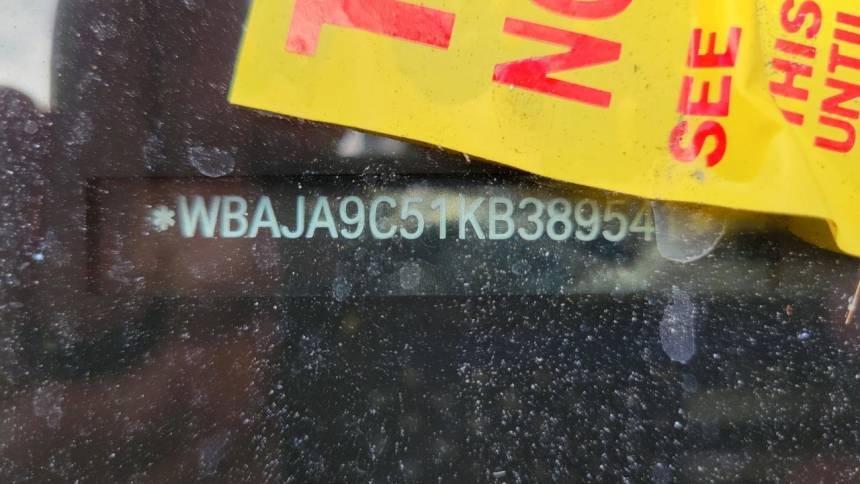 NO
SEE
THIS
UNTIL
*WBAJA9C51KB38954